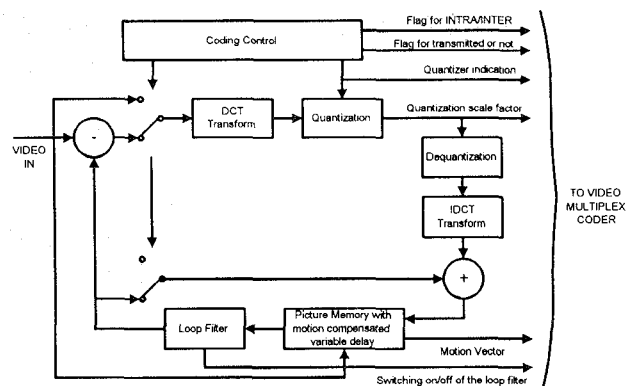 Flag for INTRA/INTER
Coding Control
Flag for transmitted or not
Quantizer indication
Quantization scale factor
DCT
Transform
Quantization
-
VIDEO
IN
Dequantization
TO VIDEO
MULTIPLEX
CODER
IDCT
Transform
+
Loop Filter
Picture Memory with
motion compensated
variable delay
Motion Vector
Switching on/off of the loop filter